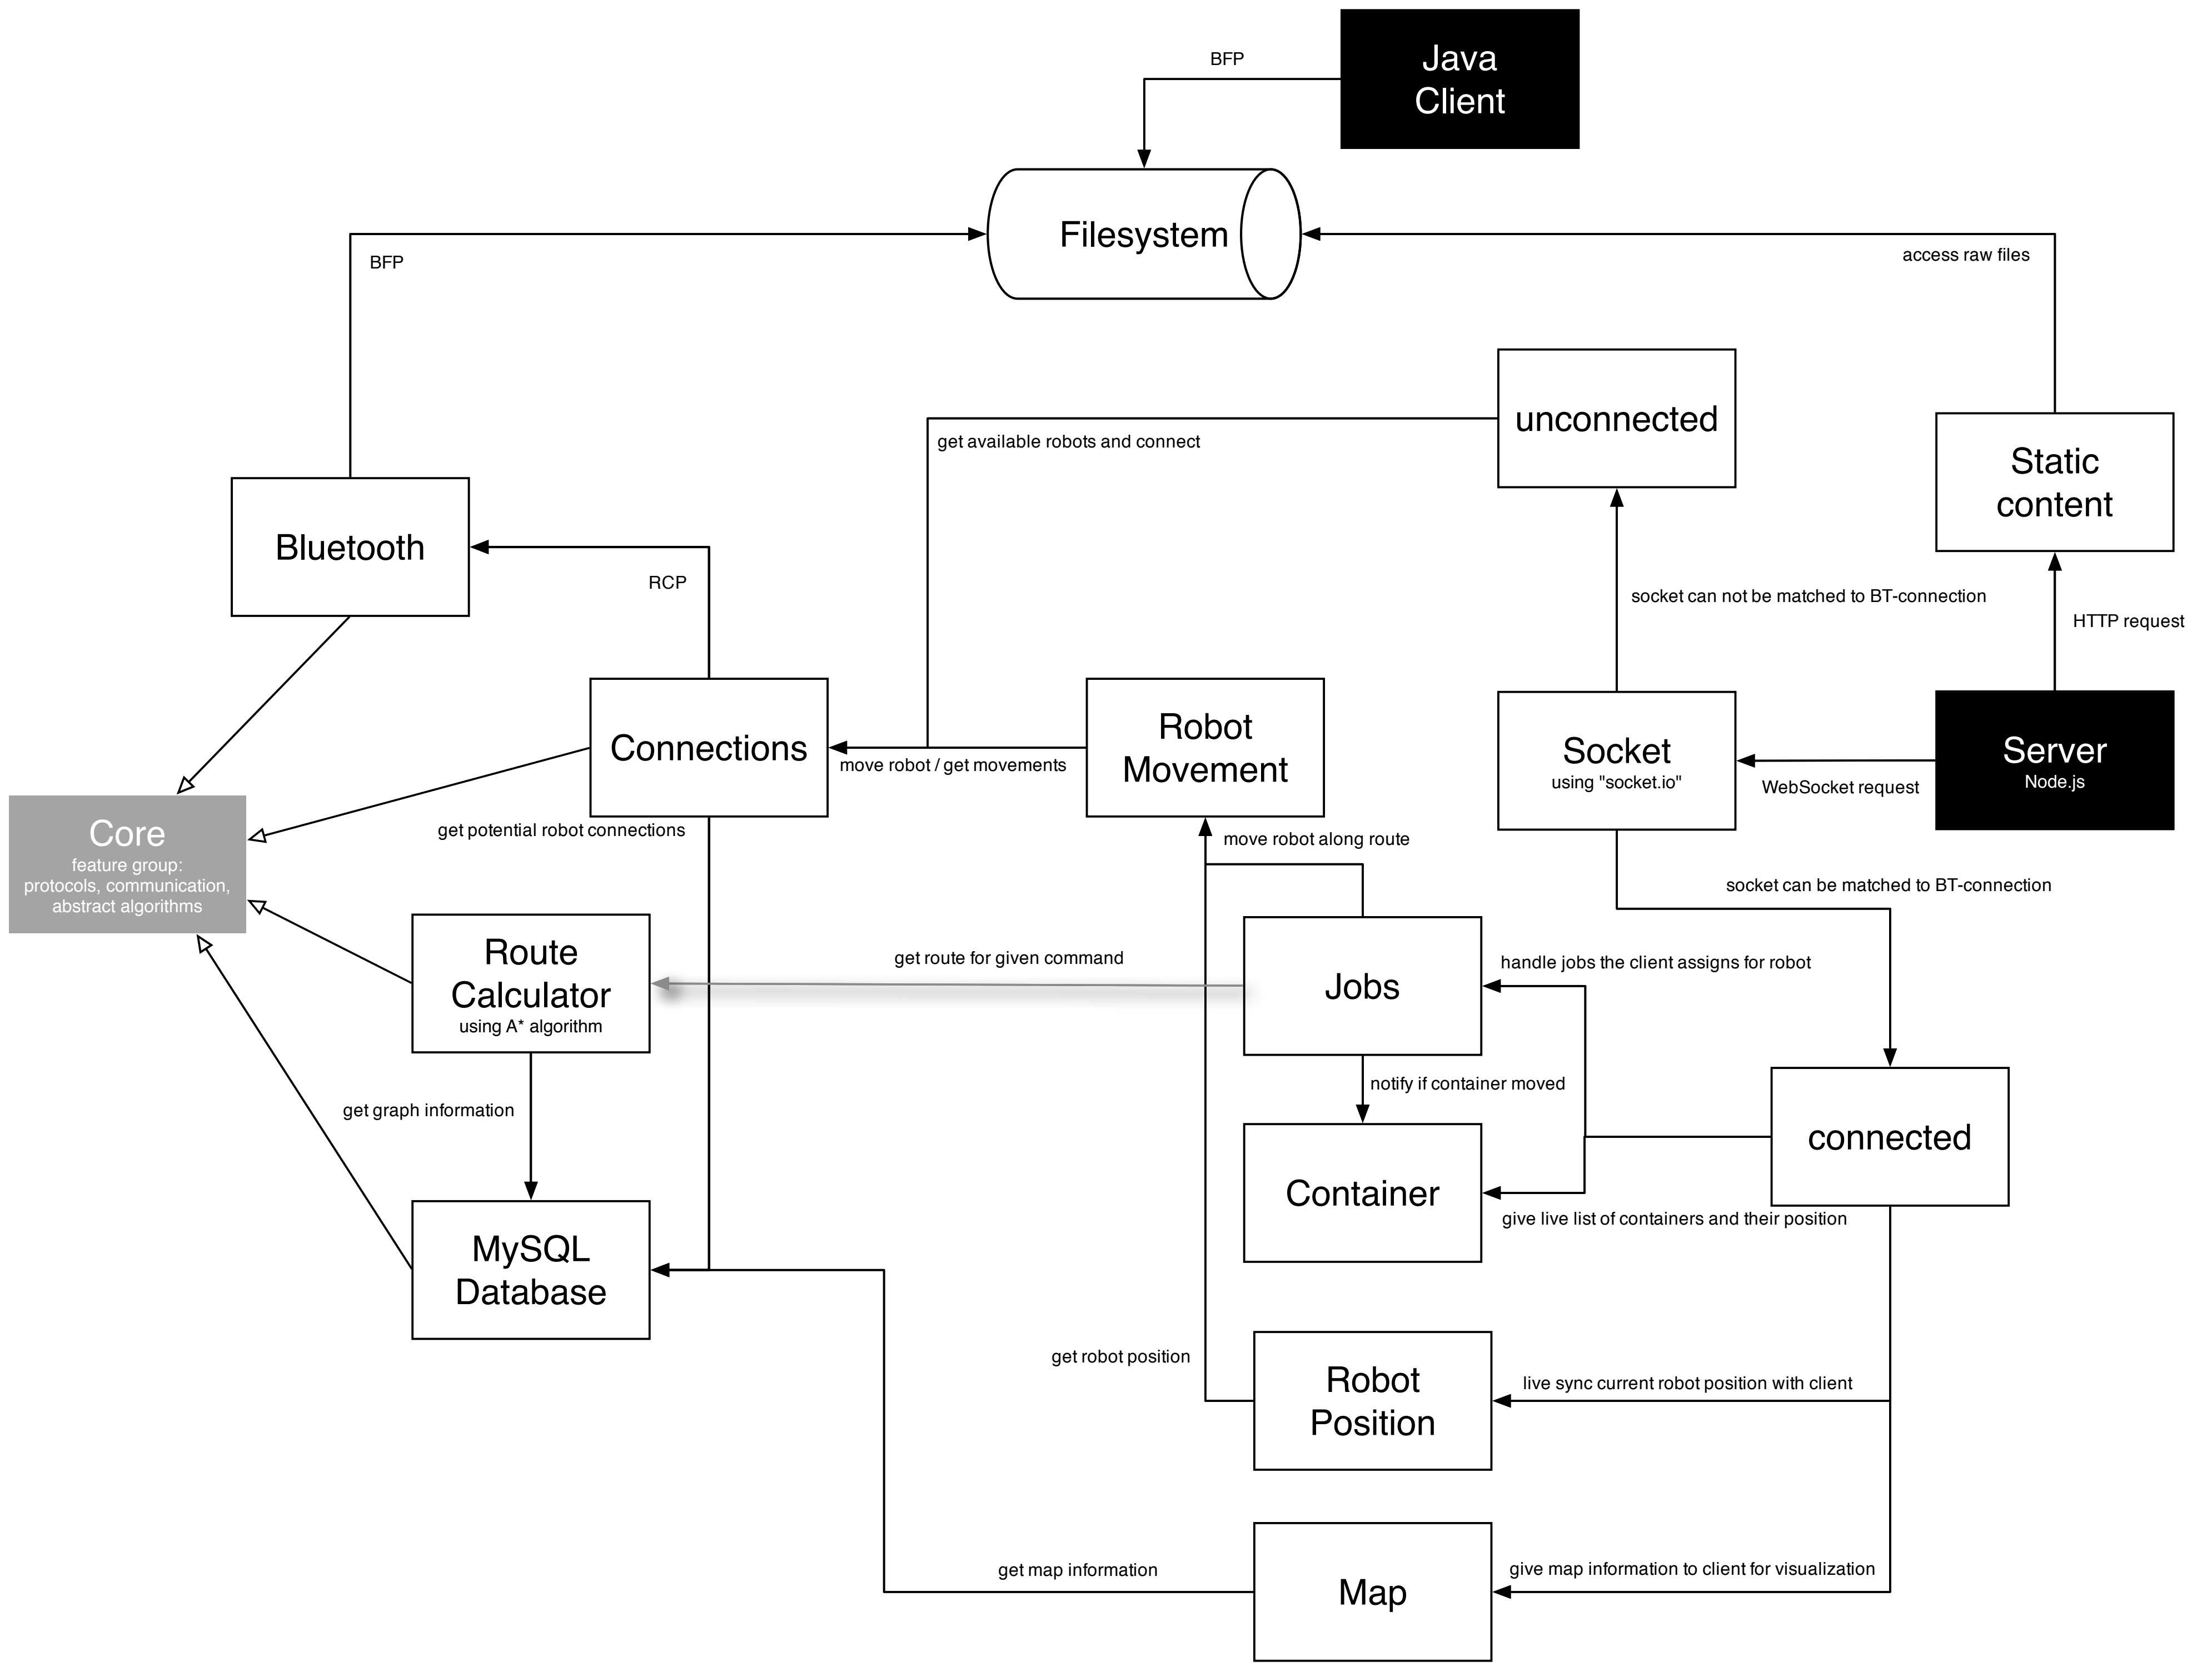 Java
Client
BFP
Filesystem
BFP
access raw files
unconnected
get available robots and connect
Static
content
Bluetooth
RCP
socket can not be matched to BT-connection
HTTP request
Connections
Robot
Movement
move robot / get movements
Socket
using "socket.io"
WebSocket request
Server
Node.js
Core
feature group:
protocols, communication,
abstract algorithms
get potential robot connections
move robot along route
socket can be matched to BT-connection
Route
Calculator
using A* algorithm
get route for given command
Jobs
handle jobs the client assigns for robot
notify if container moved
get graph information
connected
Container
give live list of containers and their position
MySQL
Database
get robot position
Robot
Position
live sync current robot position with client
get map information
Map
give map information to client for visualization